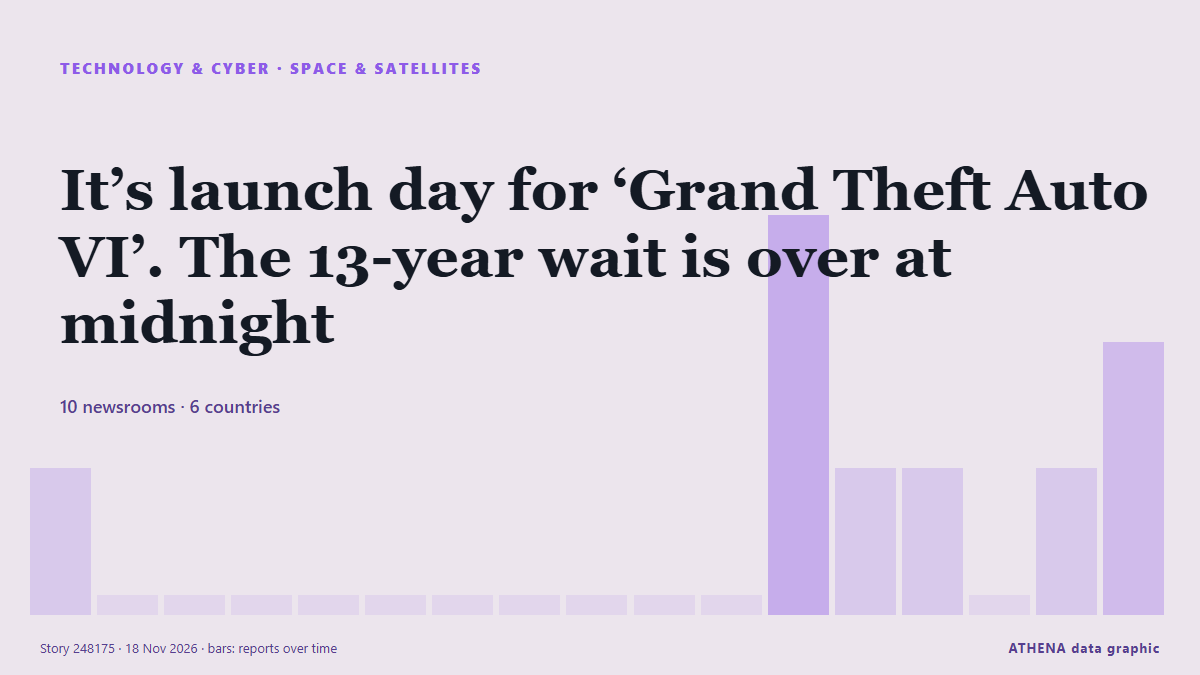 TECHNOLOGY & CYBER · SPACE & SATELLITES
It’s launch day for ‘Grand Theft Auto
VI’. The 13-year wait is over at
midnight
10 newsrooms · 6 countries
Story 248175 · 18 Nov 2026 · bars: reports over time
ATHENA data graphic